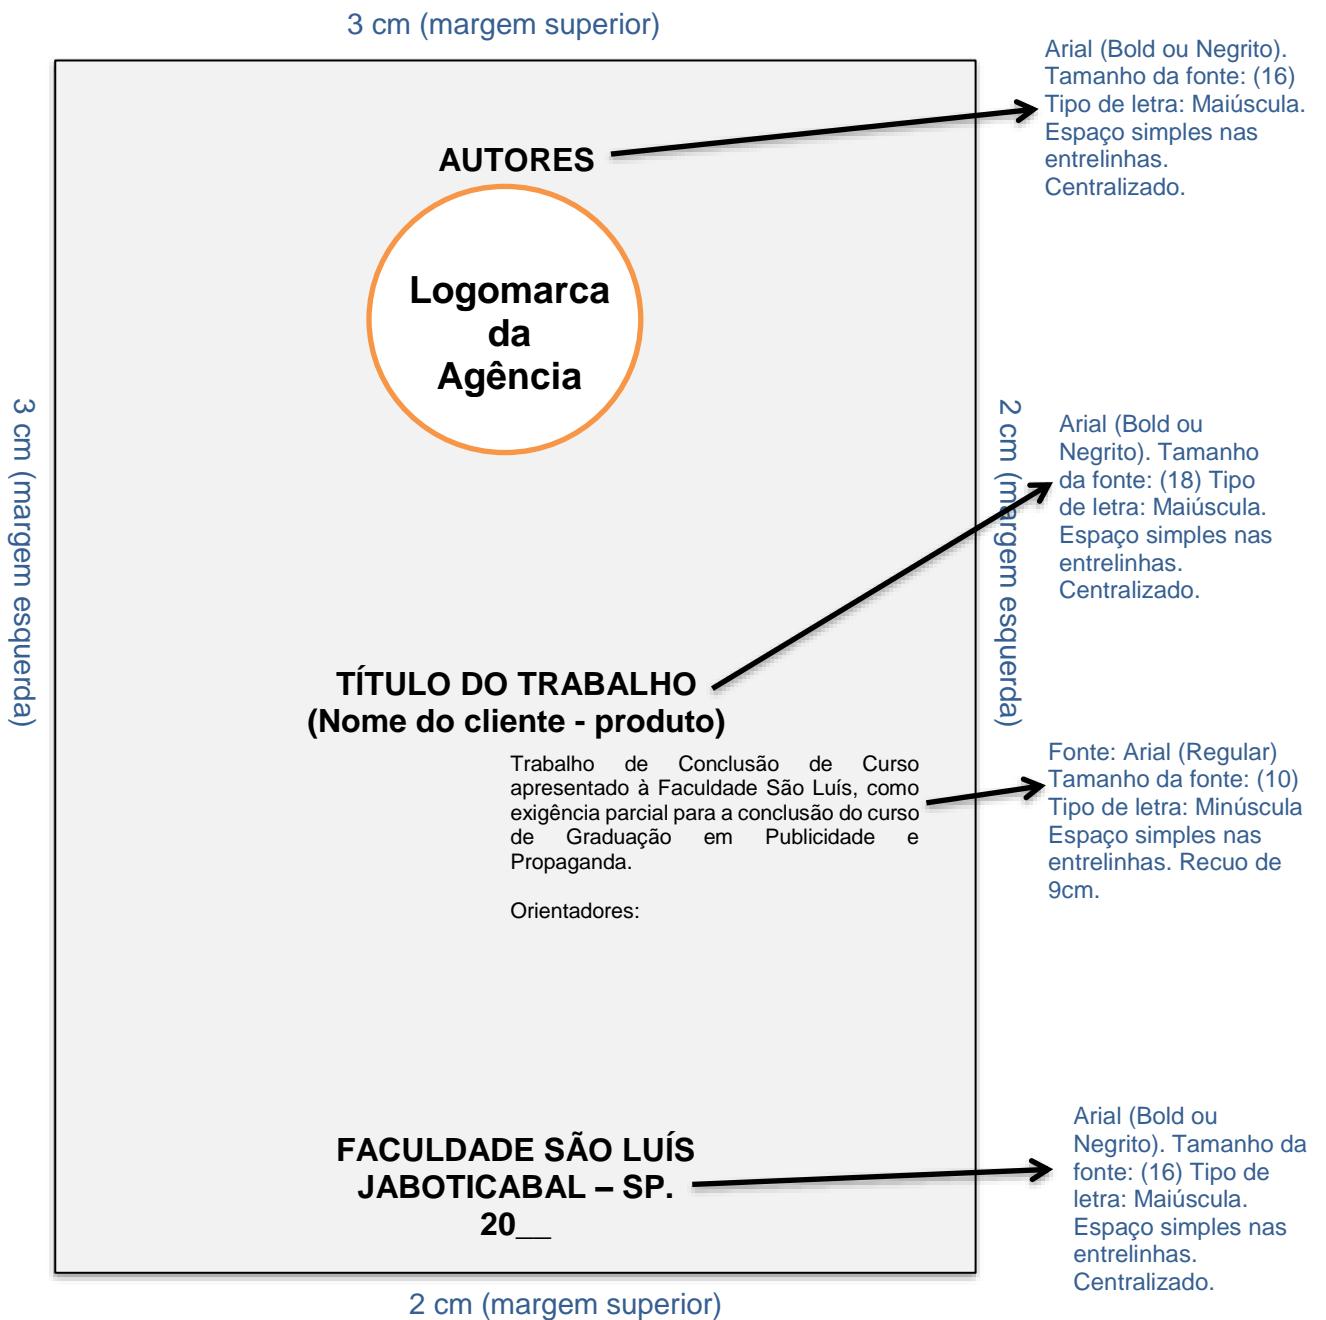 3 cm (margem superior)
Arial (Bold ou Negrito).
Tamanho da fonte: (16)
Tipo de letra: Maiúscula.
Espaço simples nas
entrelinhas.
Centralizado.
AUTORES
Logomarca
da
Agência
3 cm (margem esquerda)
2 cm (margem esquerda)
Arial (Bold ou
Negrito). Tamanho
da fonte: (18) Tipo
de letra: Maiúscula.
Espaço simples nas
entrelinhas.
Centralizado.
TÍTULO DO TRABALHO
(Nome do cliente - produto)
Trabalho de Conclusão de Curso
apresentado à Faculdade São Luís, como
exigência parcial para a conclusão do curso
de Graduação em Publicidade e
Propaganda.
Orientadores:
Fonte: Arial (Regular)
Tamanho da fonte: (10)
Tipo de letra: Minúscula
Espaço simples nas
entrelinhas. Recuo de
9cm.
FACULDADE SÃO LUÍS
JABOTICABAL – SP.
20__
Arial (Bold ou
Negrito). Tamanho da
fonte: (16) Tipo de
letra: Maiúscula.
Espaço simples nas
entrelinhas.
Centralizado.
2 cm (margem superior)